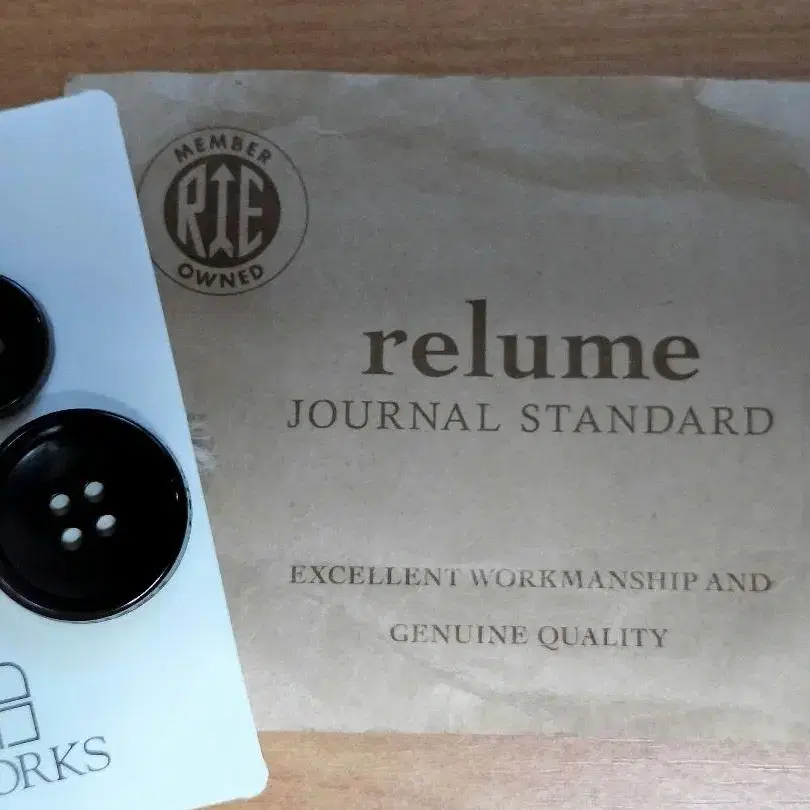 MEMBER
RIE
OWNED
relume
JOURNAL STANDARD
EXCELLENT WORKMANSHIP AND
GENUINE QUALITY
ORKS